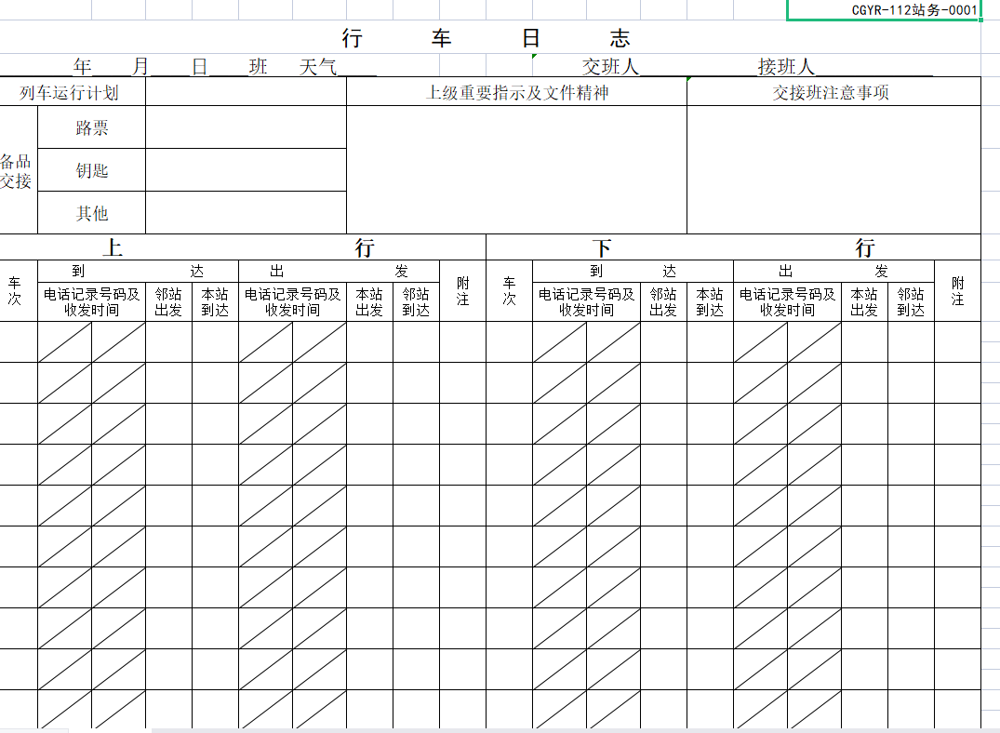 CGYR-112站务-0001
行 车 日 志
年 月 日 班 天气 交班人 接班人
列车运行计划 上级重要指示及文件精神 交接班注意事项
备品交接 路票
钥匙
其他
上 行 下 行
车次 到 达 出 发 附注 车次 到 达 出 发 附注
电话记录号码及收发时间 邻站出发 本站到达 电话记录号码及收发时间 本站出发 邻站到达 电话记录号码及收发时间 邻站出发 本站到达 电话记录号码及收发时间 本站出发 邻站到达